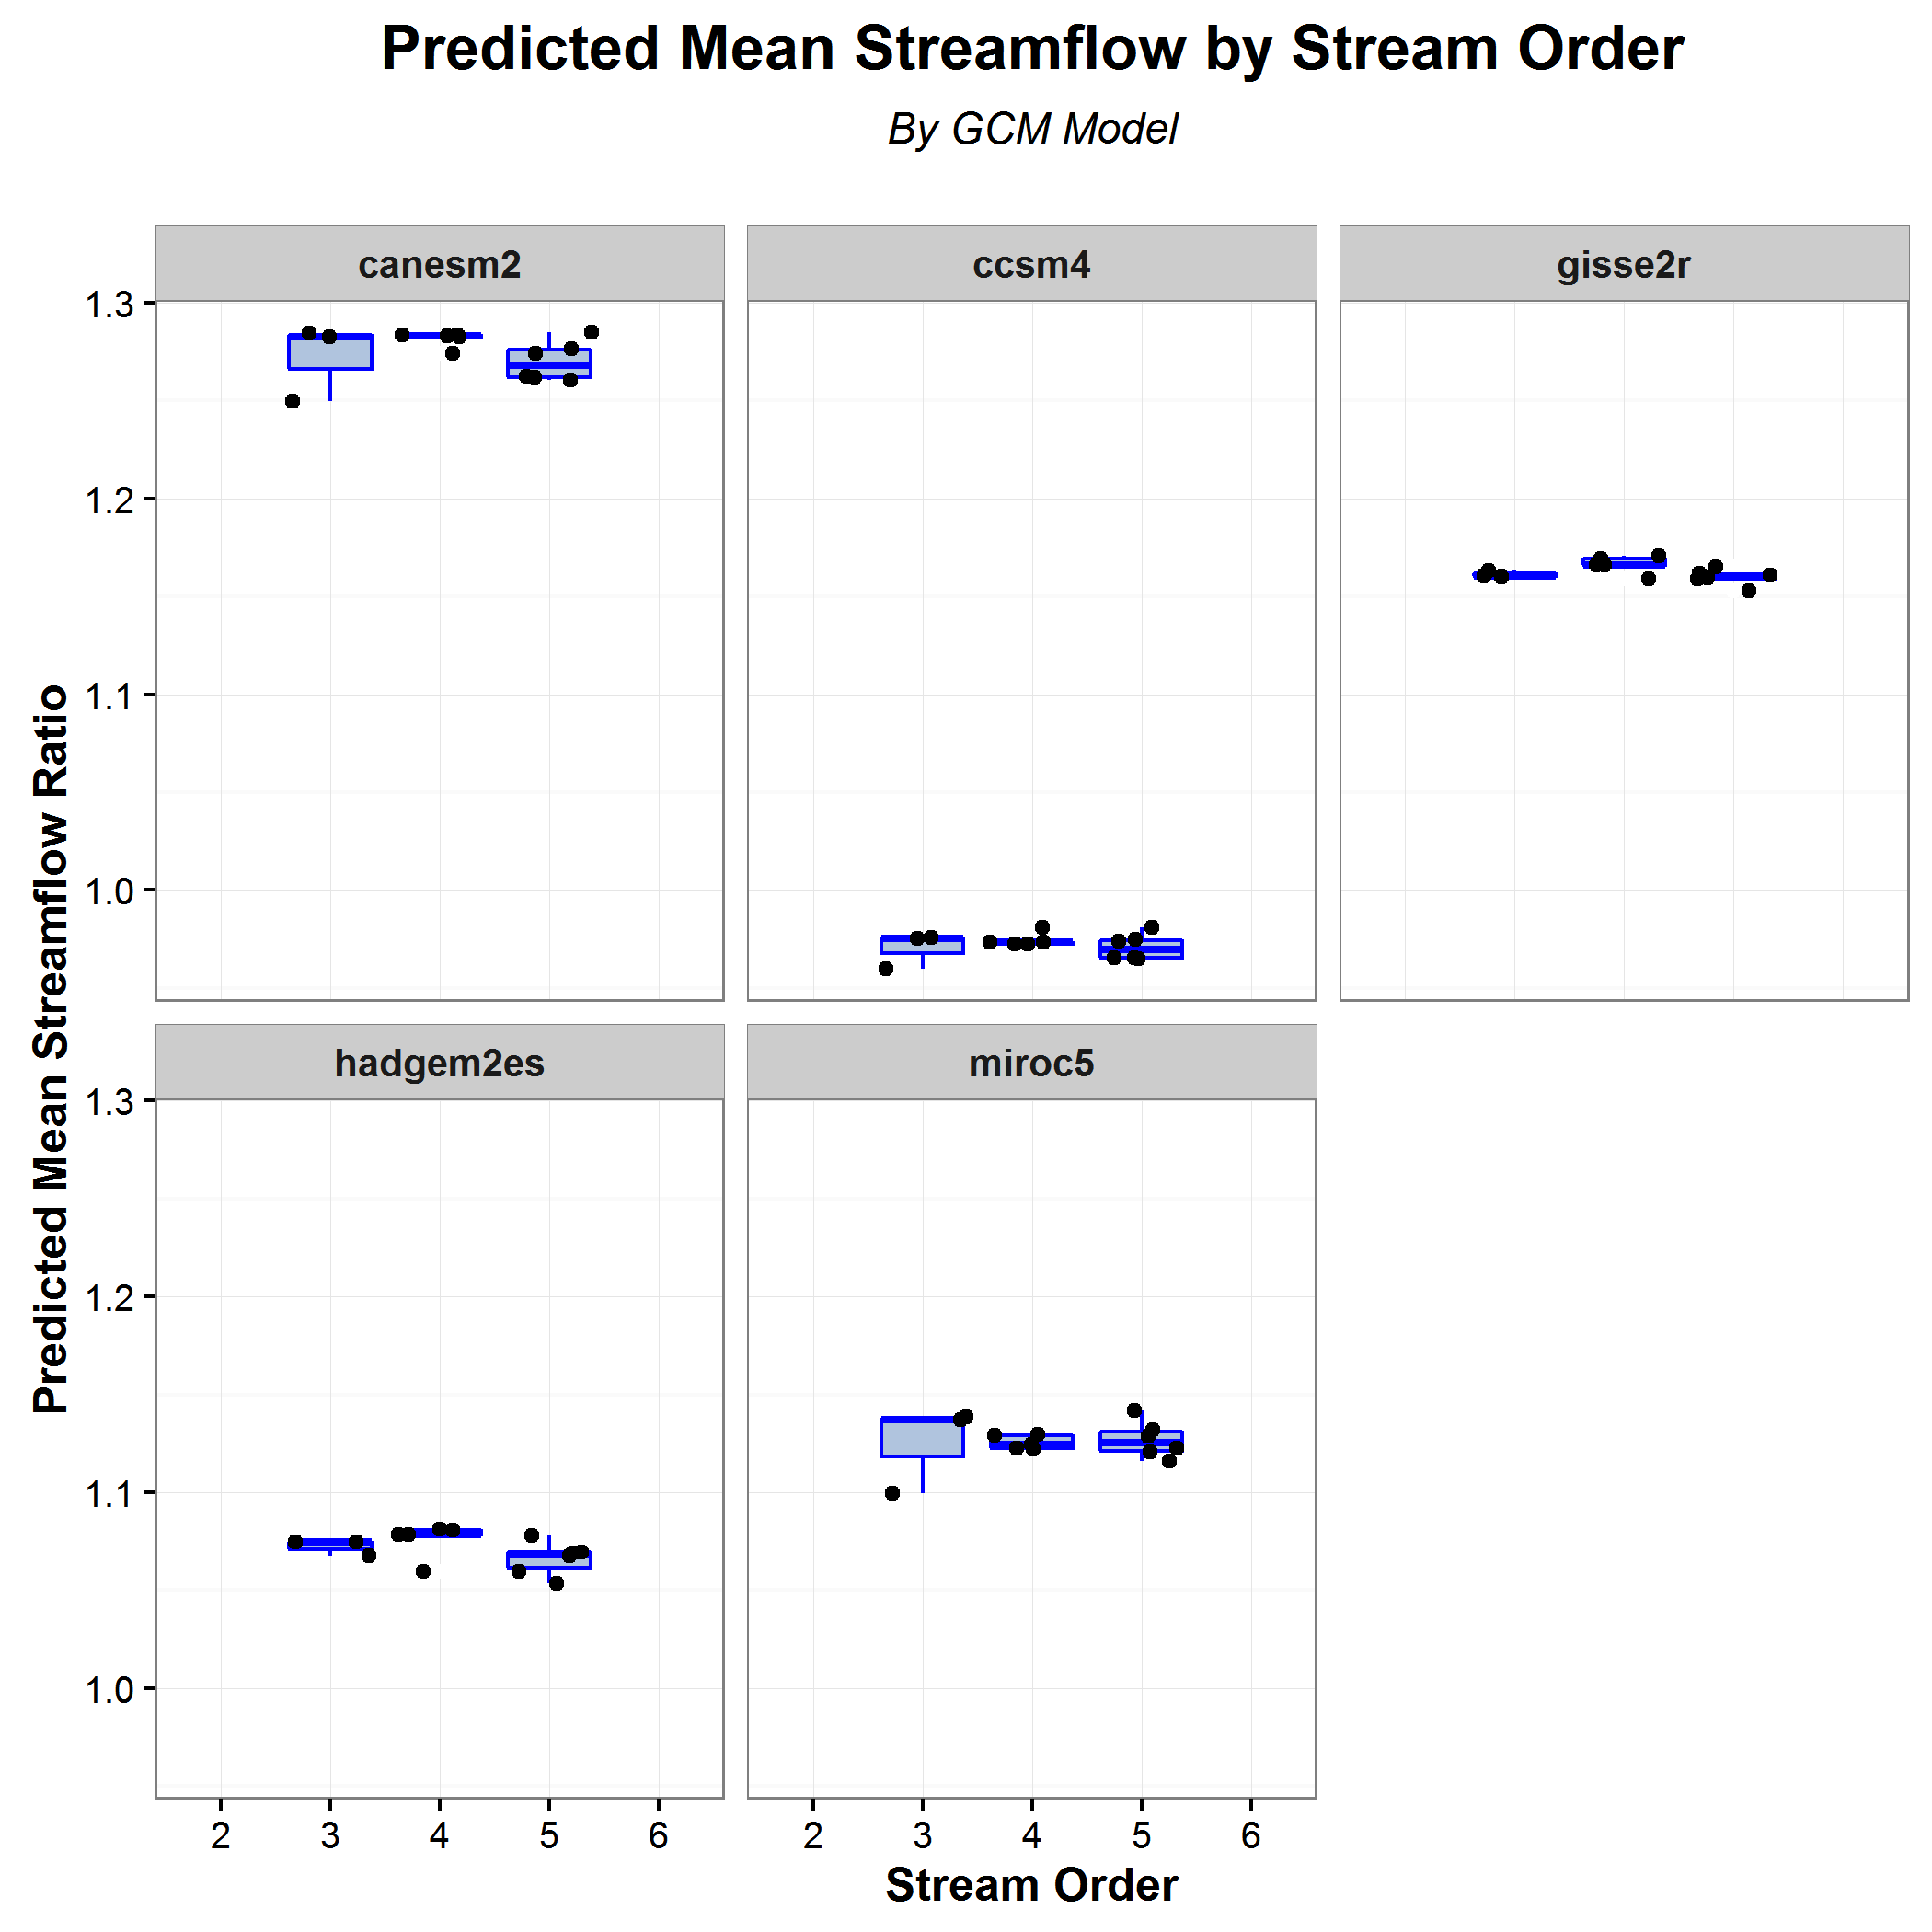 Predicted Mean Streamflow by Stream Order
By GCM Model
canesm2
ccsm4
gisse2r
1.3
1.2
1.1
1.0
Predicted Mean Streamflow Ratio
hadgem2es
miroc5
1.3
1.2
1.1
1.0
2 3 4 5 6
2 3 4 5 6
Stream Order